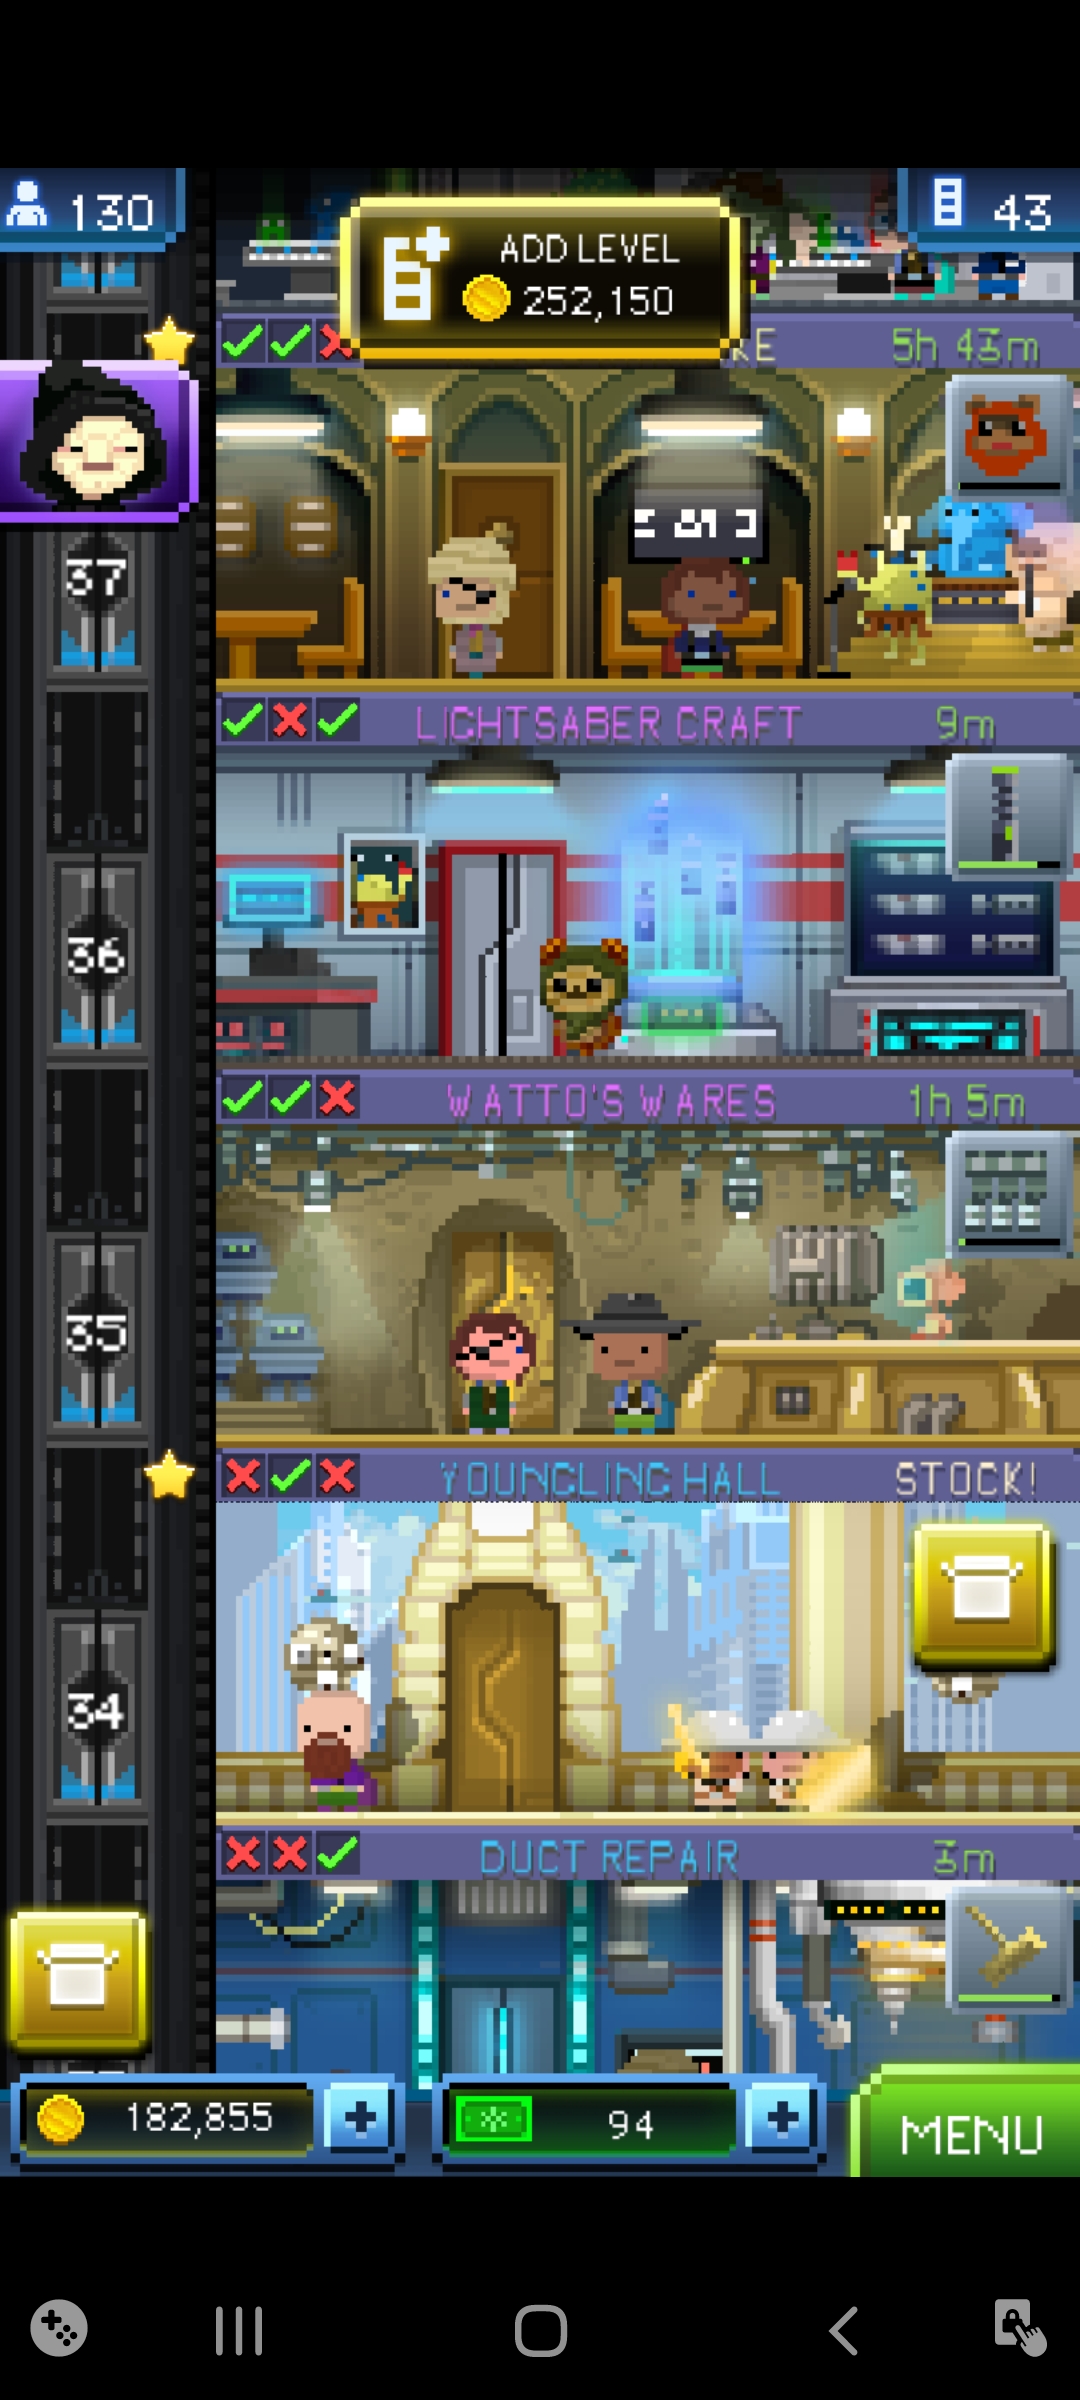 130
43
ADD LEVEL
252,150
KE
5h 43m
37
LIGHTSABER CRAFT
9m
36
WATTO'S WARES
1h 5m
35
YOUNGLING HALL
STOCK!
34
DUCT REPAIR
3m
182,855
94
MENU